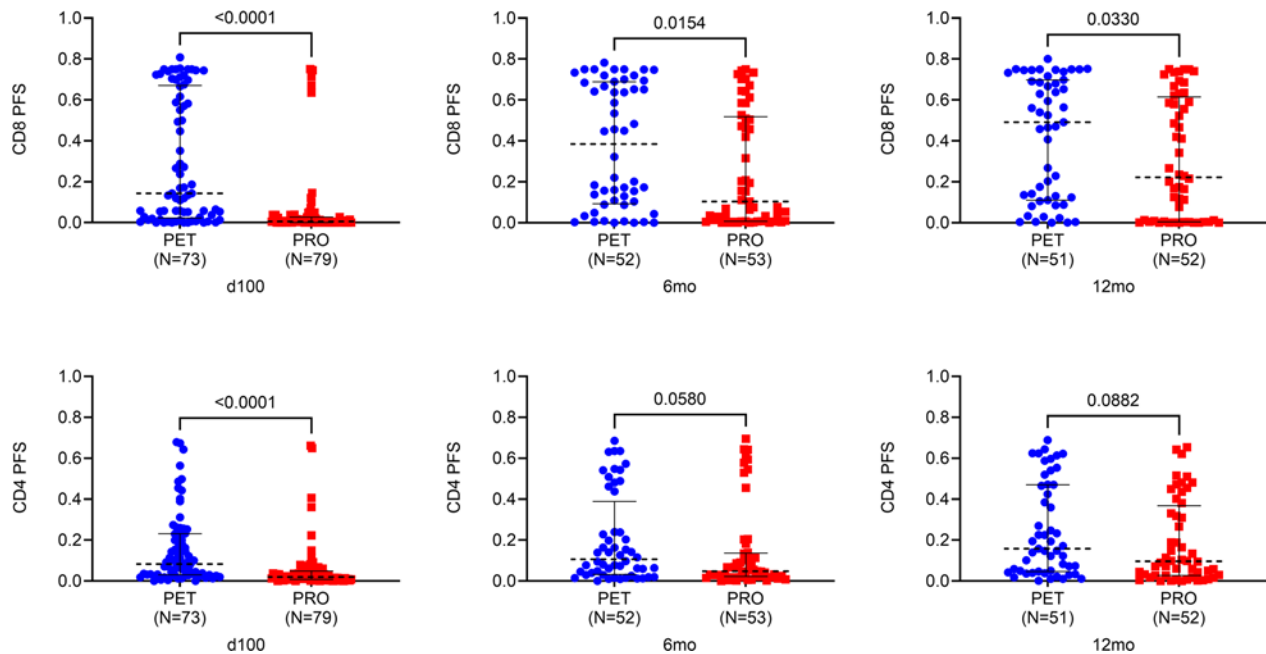 <0.0001
1.0
0.8
0.6
0.4
0.2
0.0
CD8 PFS
PET
(N=73)
PRO
(N=79)
d100
0.0154
1.0
0.8
0.6
0.4
0.2
0.0
CD8 PFS
PET
(N=52)
PRO
(N=53)
6mo
0.0330
1.0
0.8
0.6
0.4
0.2
0.0
CD8 PFS
PET
(N=51)
PRO
(N=52)
12mo
<0.0001
1.0
0.8
0.6
0.4
0.2
0.0
CD4 PFS
PET
(N=73)
PRO
(N=79)
d100
0.0580
1.0
0.8
0.6
0.4
0.2
0.0
CD4 PFS
PET
(N=52)
PRO
(N=53)
6mo
0.0882
1.0
0.8
0.6
0.4
0.2
0.0
CD4 PFS
PET
(N=51)
PRO
(N=52)
12mo